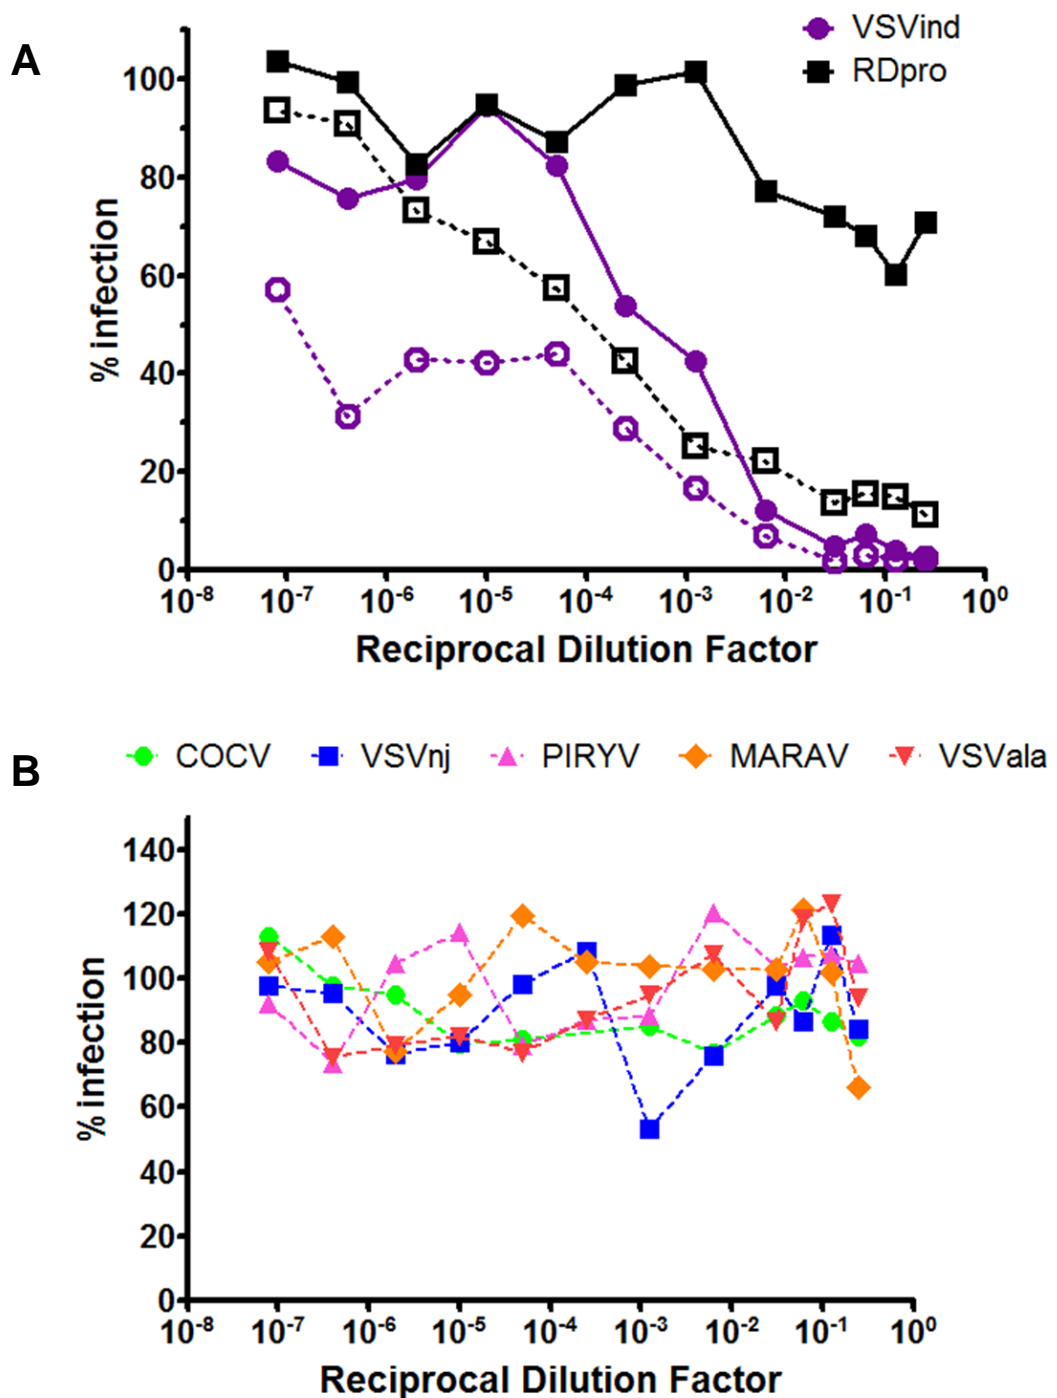 A
VSVind
RDpro
100
80
60
40
20
0
% infection
10-8 10-7 10-6 10-5 10-4 10-3 10-2 10-1 100
Reciprocal Dilution Factor
COCV VSVnj PIRYV MARAV VSVala
B
140
120
100
80
60
40
20
0
% infection
10-8 10-7 10-6 10-5 10-4 10-3 10-2 10-1 100
Reciprocal Dilution Factor